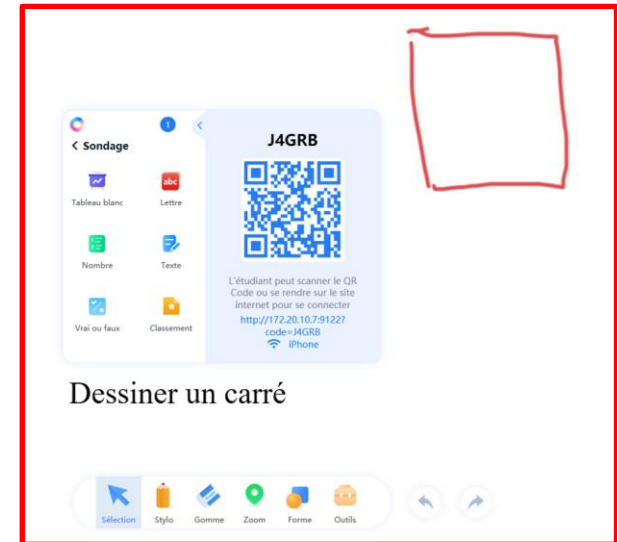 1
< Sondage
Tableau blanc
abc
Lettre
Nombre
Texte
Vrai ou faux
Classement
J4GRB
L'étudiant peut scanner le QR
Code ou se rendre sur le site
internet pour se connecter
http://172.20.10.7:9122?
code=J4GRB
iPhone
Dessiner un carré
Sélection
Stylo
Gomme
Zoom
Forme
Outils